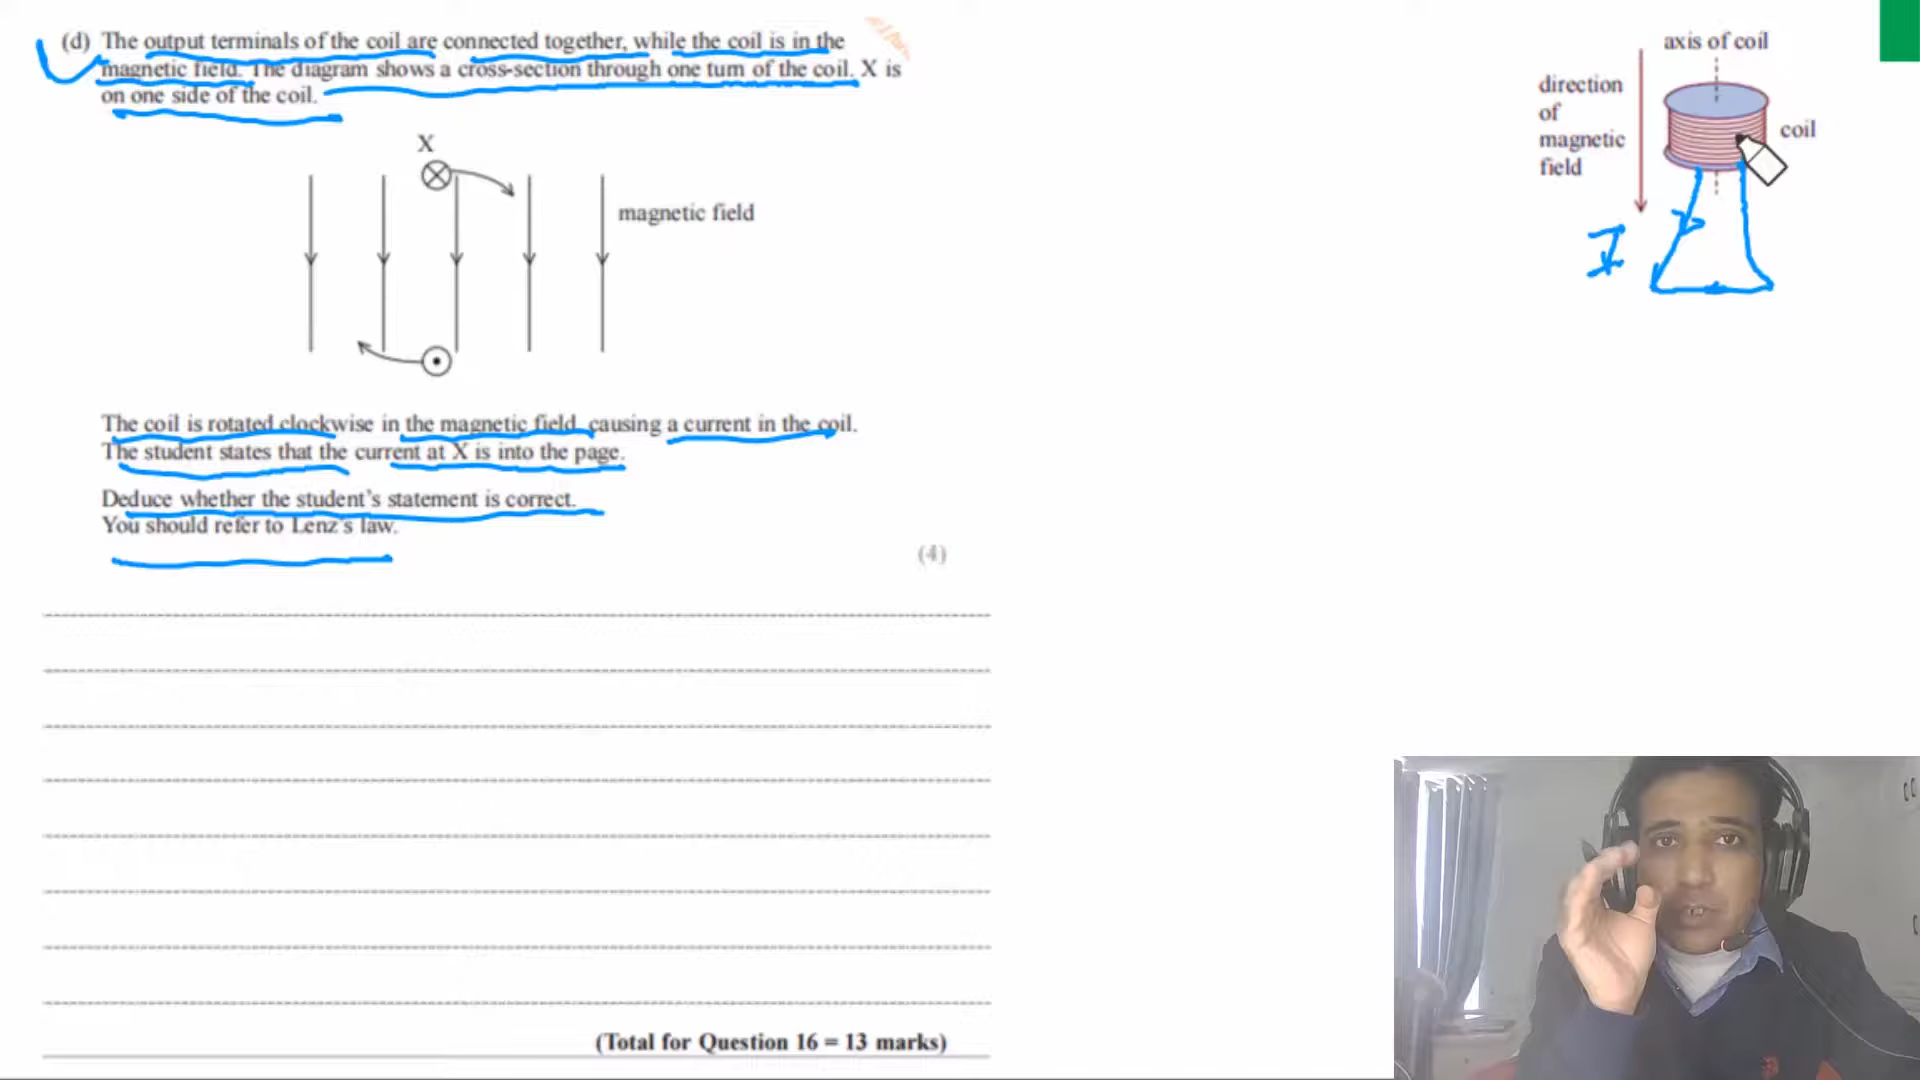 (d) The output terminals of the coil are connected together, while the coil is in the
magnetic field. The diagram shows a cross-section through one turn of the coil. X is
on one side of the coil.
X
magnetic field
The coil is rotated clockwise in the magnetic field, causing a current in the coil.
The student states that the current at X is into the page.
Deduce whether the student's statement is correct.
You should refer to Lenz's law.
(4)
(Total for Question 16 = 13 marks)
axis of coil
direction
of
magnetic
field
coil
I